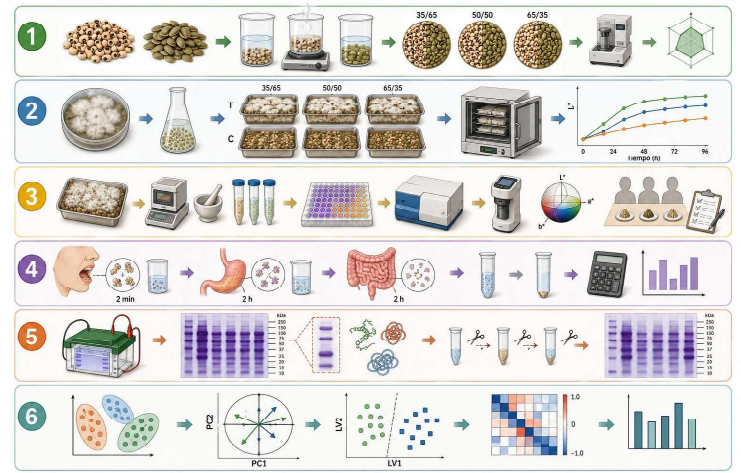 1
35/65 50/50 65/35
2
35/65 50/50 65/35
T
C
L*
0 24 48 72 96
Tiempo (h)
3
L*
a*
b*
4
2 min
2 h
2 h
5
kDa
250
150
100
75
50
37
25
20
15
10
kDa
250
150
100
75
50
37
25
20
15
10
6
PC2
PC1
LV2
LV1
1.0
0
−1.0